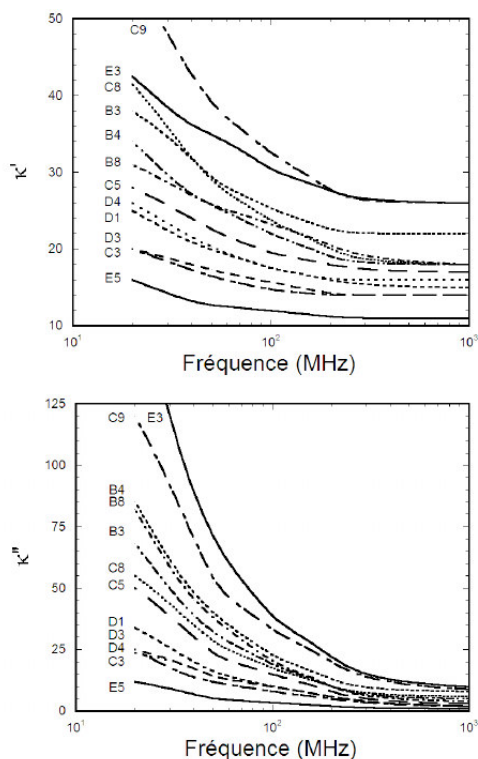 50
40
30
20
10
κ'
C9
E3
C8
B3
B4
B8
C5
D4
D1
D3
C3
E5
10¹ 10² 10³
Fréquence (MHz)
125
100
75
50
25
0
κ"
C9 E3
B4
B8
B3
C8
C5
D1
D3
D4
C3
E5
10¹ 10² 10³
Fréquence (MHz)